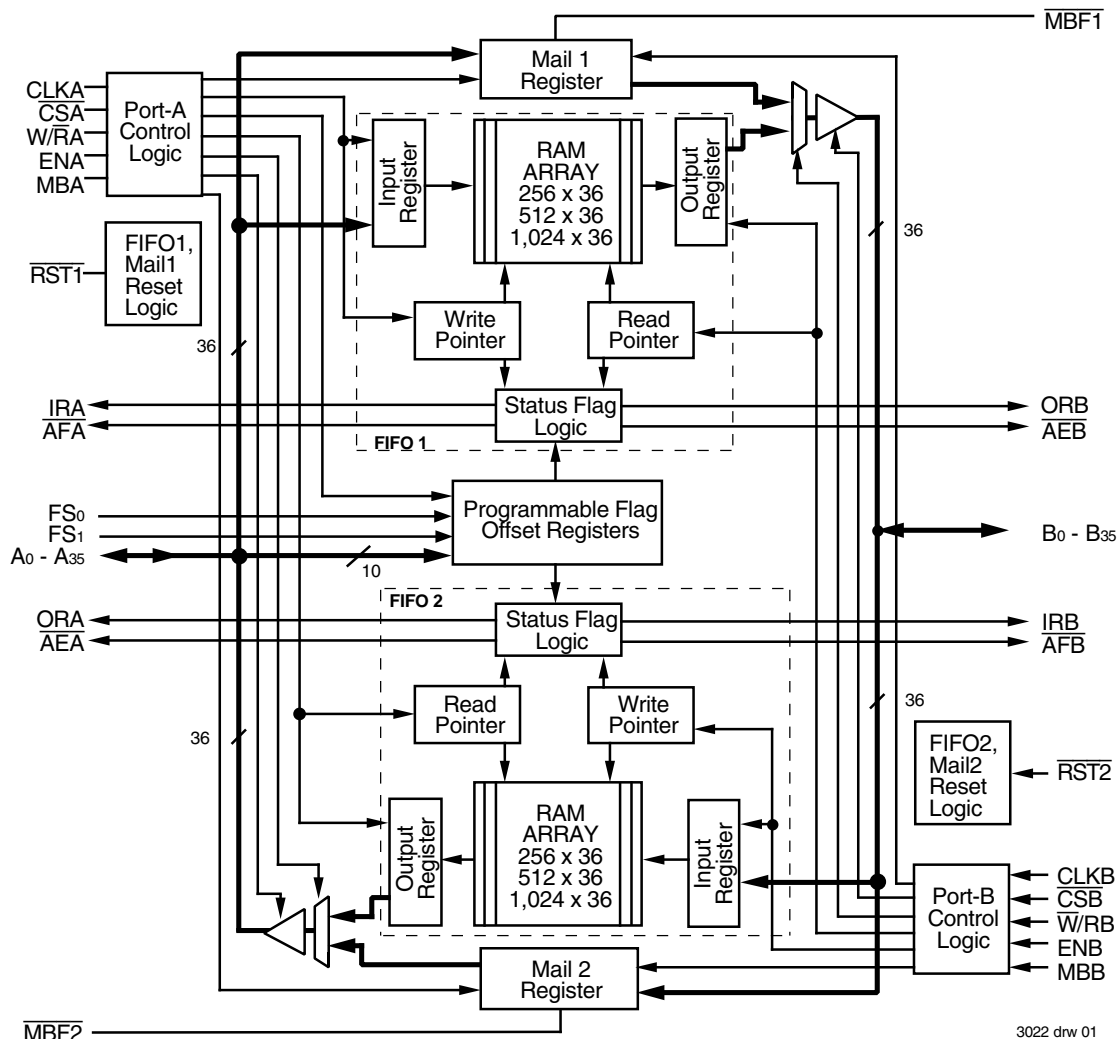 MBF1
Mail 1
Register
CLKA
CSA
W/RA
ENA
MBA
Port-A
Control
Logic
Input
Register
RAM
ARRAY
256 x 36
512 x 36
1,024 x 36
Output
Register
36
RST1
FIFO1,
Mail1
Reset
Logic
Write
Pointer
Read
Pointer
36
IRA
AFA
Status Flag
Logic
ORB
AEB
FIFO 1
FS0
FS1
A0 - A35
Programmable Flag
Offset Registers
10
B0 - B35
FIFO 2
ORA
AEA
Status Flag
Logic
IRB
AFB
Read
Pointer
Write
Pointer
36
36
FIFO2,
Mail2
Reset
Logic
RST2
Output
Register
RAM
ARRAY
256 x 36
512 x 36
1,024 x 36
Input
Register
Port-B
Control
Logic
CLKB
CSB
W/RB
ENB
MBB
Mail 2
Register
MBF2
3022 drw 01